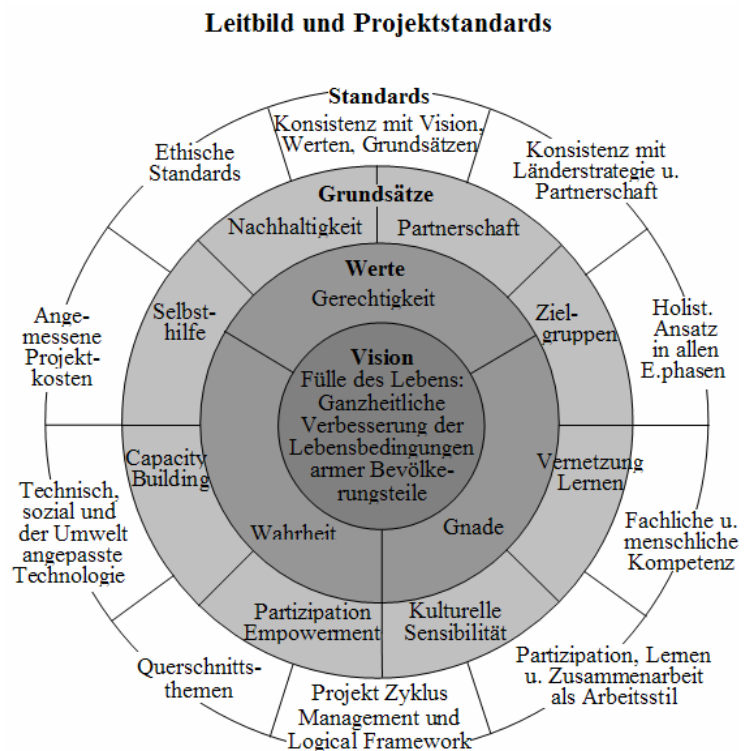 Leitbild und Projektstandards
Standards
Konsistenz mit Vision,
Werten, Grundsätzen
Konsistenz mit
Länderstrategie u.
Partnerschaft
Holist.
Ansatz
in allen
E.phasen
Fachliche u.
menschliche
Kompetenz
Partizipation, Lernen
u. Zusammenarbeit
als Arbeitsstil
Projekt Zyklus
Management und
Logical Framework
Querschnitts-
themen
Technisch,
sozial und
der Umwelt
angepasste
Technologie
Ange-
messene
Projekt-
kosten
Ethische
Standards
Grundsätze
Nachhaltigkeit
Partnerschaft
Ziel-
gruppen
Vernetzung
Lernen
Kulturelle
Sensibilität
Partizipation
Empowerment
Capacity
Building
Selbst-
hilfe
Werte
Gerechtigkeit
Gnade
Wahrheit
Vision
Fülle des Lebens:
Ganzheitliche
Verbesserung der
Lebensbedingungen
armer Bevölke-
rungsteile